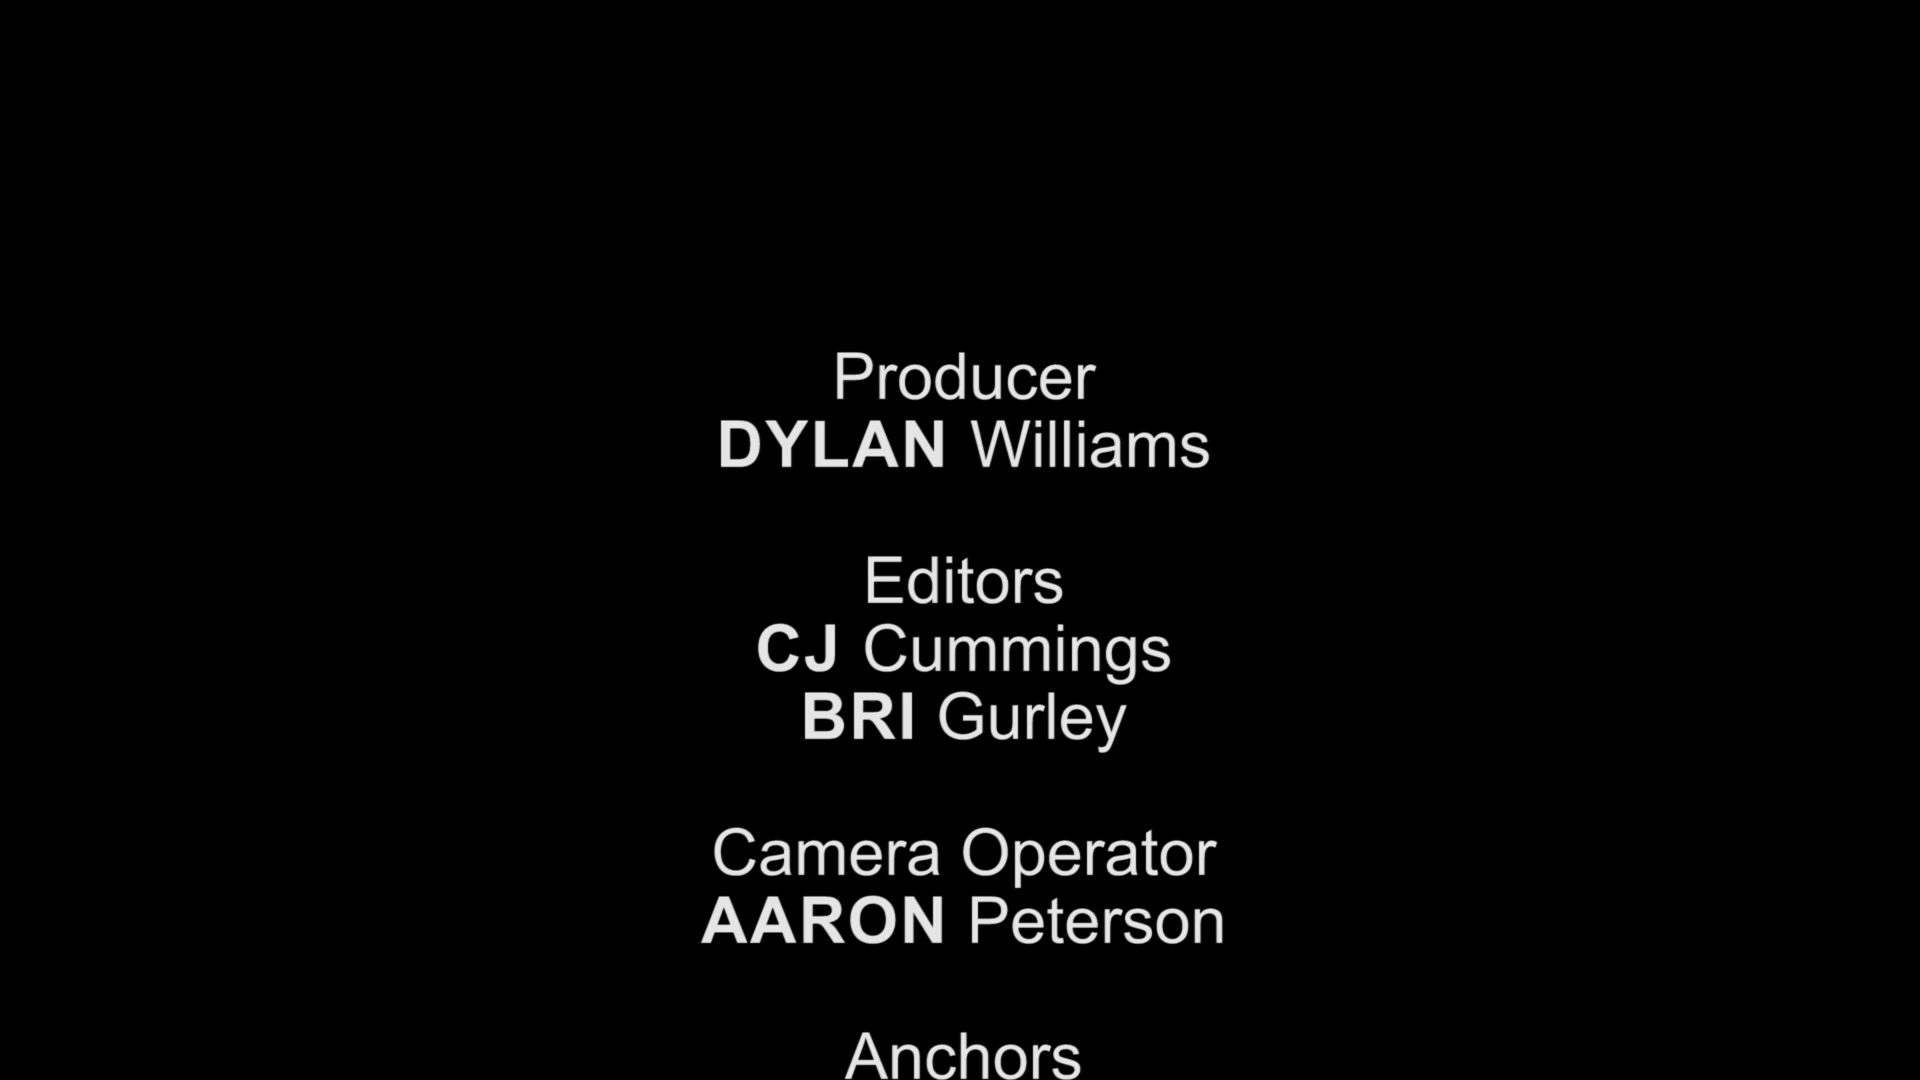 Producer
DYLAN Williams
Editors
CJ Cummings
BRI Gurley
Camera Operator
AARON Peterson
Anchors